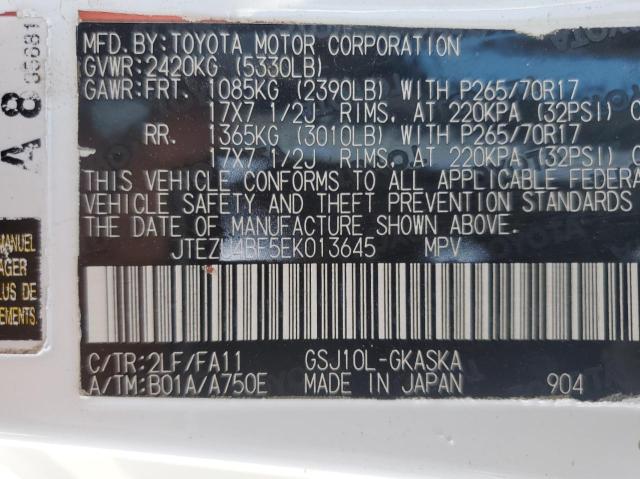 MFD.BY:TOYOTA MOTOR CORPORATION
GVWR:2420KG (5330LB)
GAWR:FRT. 1085KG (2390LB) WITH P265/70R17
17X7 1/2J RIMS. AT 220KPA (32PSI) C
RR. 1365KG (3010LB) WITH P265/70R17
17X7 1/2J RIMS. AT 220KPA (32PSI) C
THIS VEHICLE CONFORMS TO ALL APPLICABLE FEDERA
VEHICLE SAFETY AND THEFT PREVENTION STANDARDS
THE DATE OF MANUFACTURE SHOWN ABOVE.
MPV
C/TR:2LF/FA11 GSJ10L-GKASKA
A/TM:B01A/A750E MADE IN JAPAN 904
MANUEL
AGER
LUS DE
EMENTS.